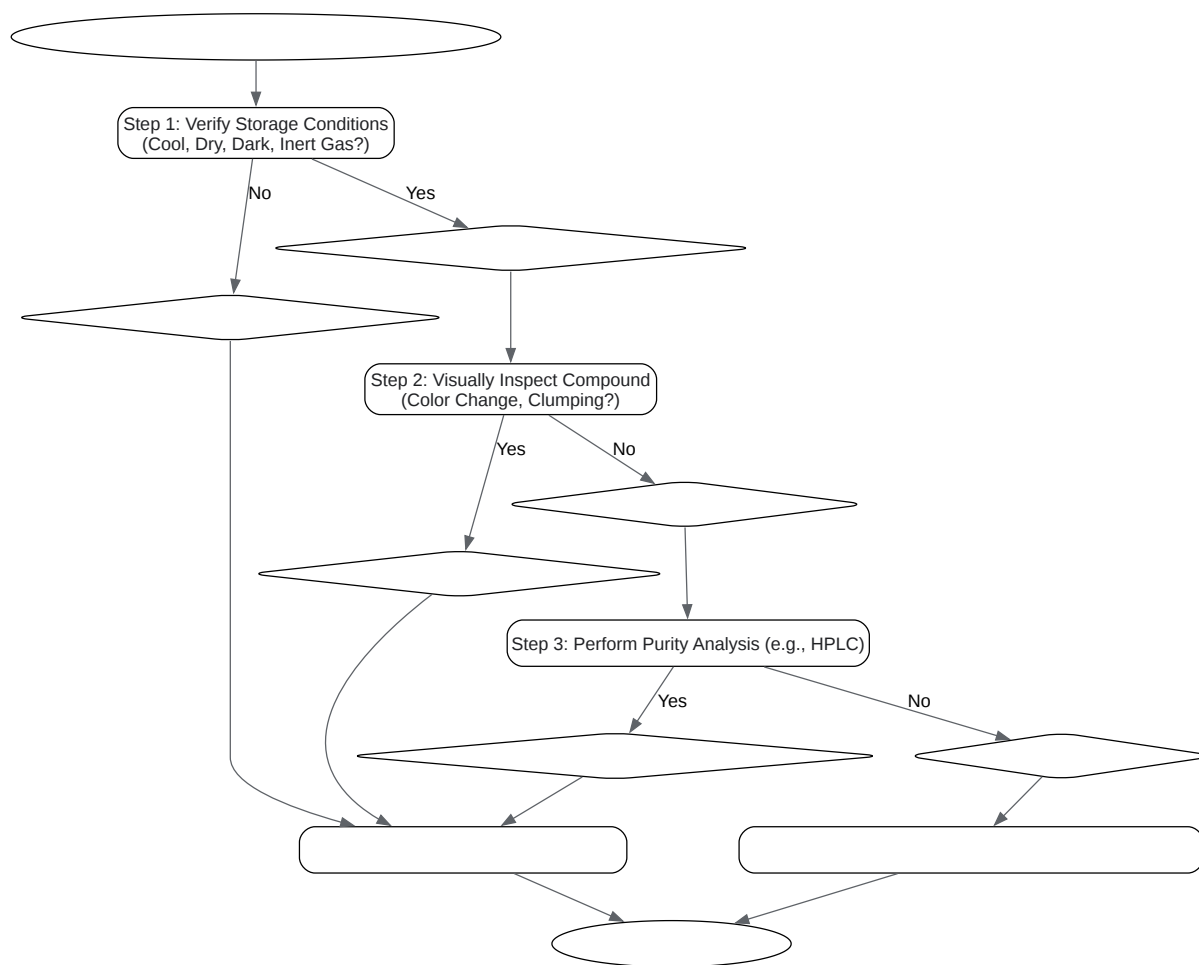 Step 1: Verify Storage Conditions
(Cool, Dry, Dark, Inert Gas?)
No
Yes
Step 2: Visually Inspect Compound
(Color Change, Clumping?)
Yes
No
Step 3: Perform Purity Analysis (e.g., HPLC)
Yes
No